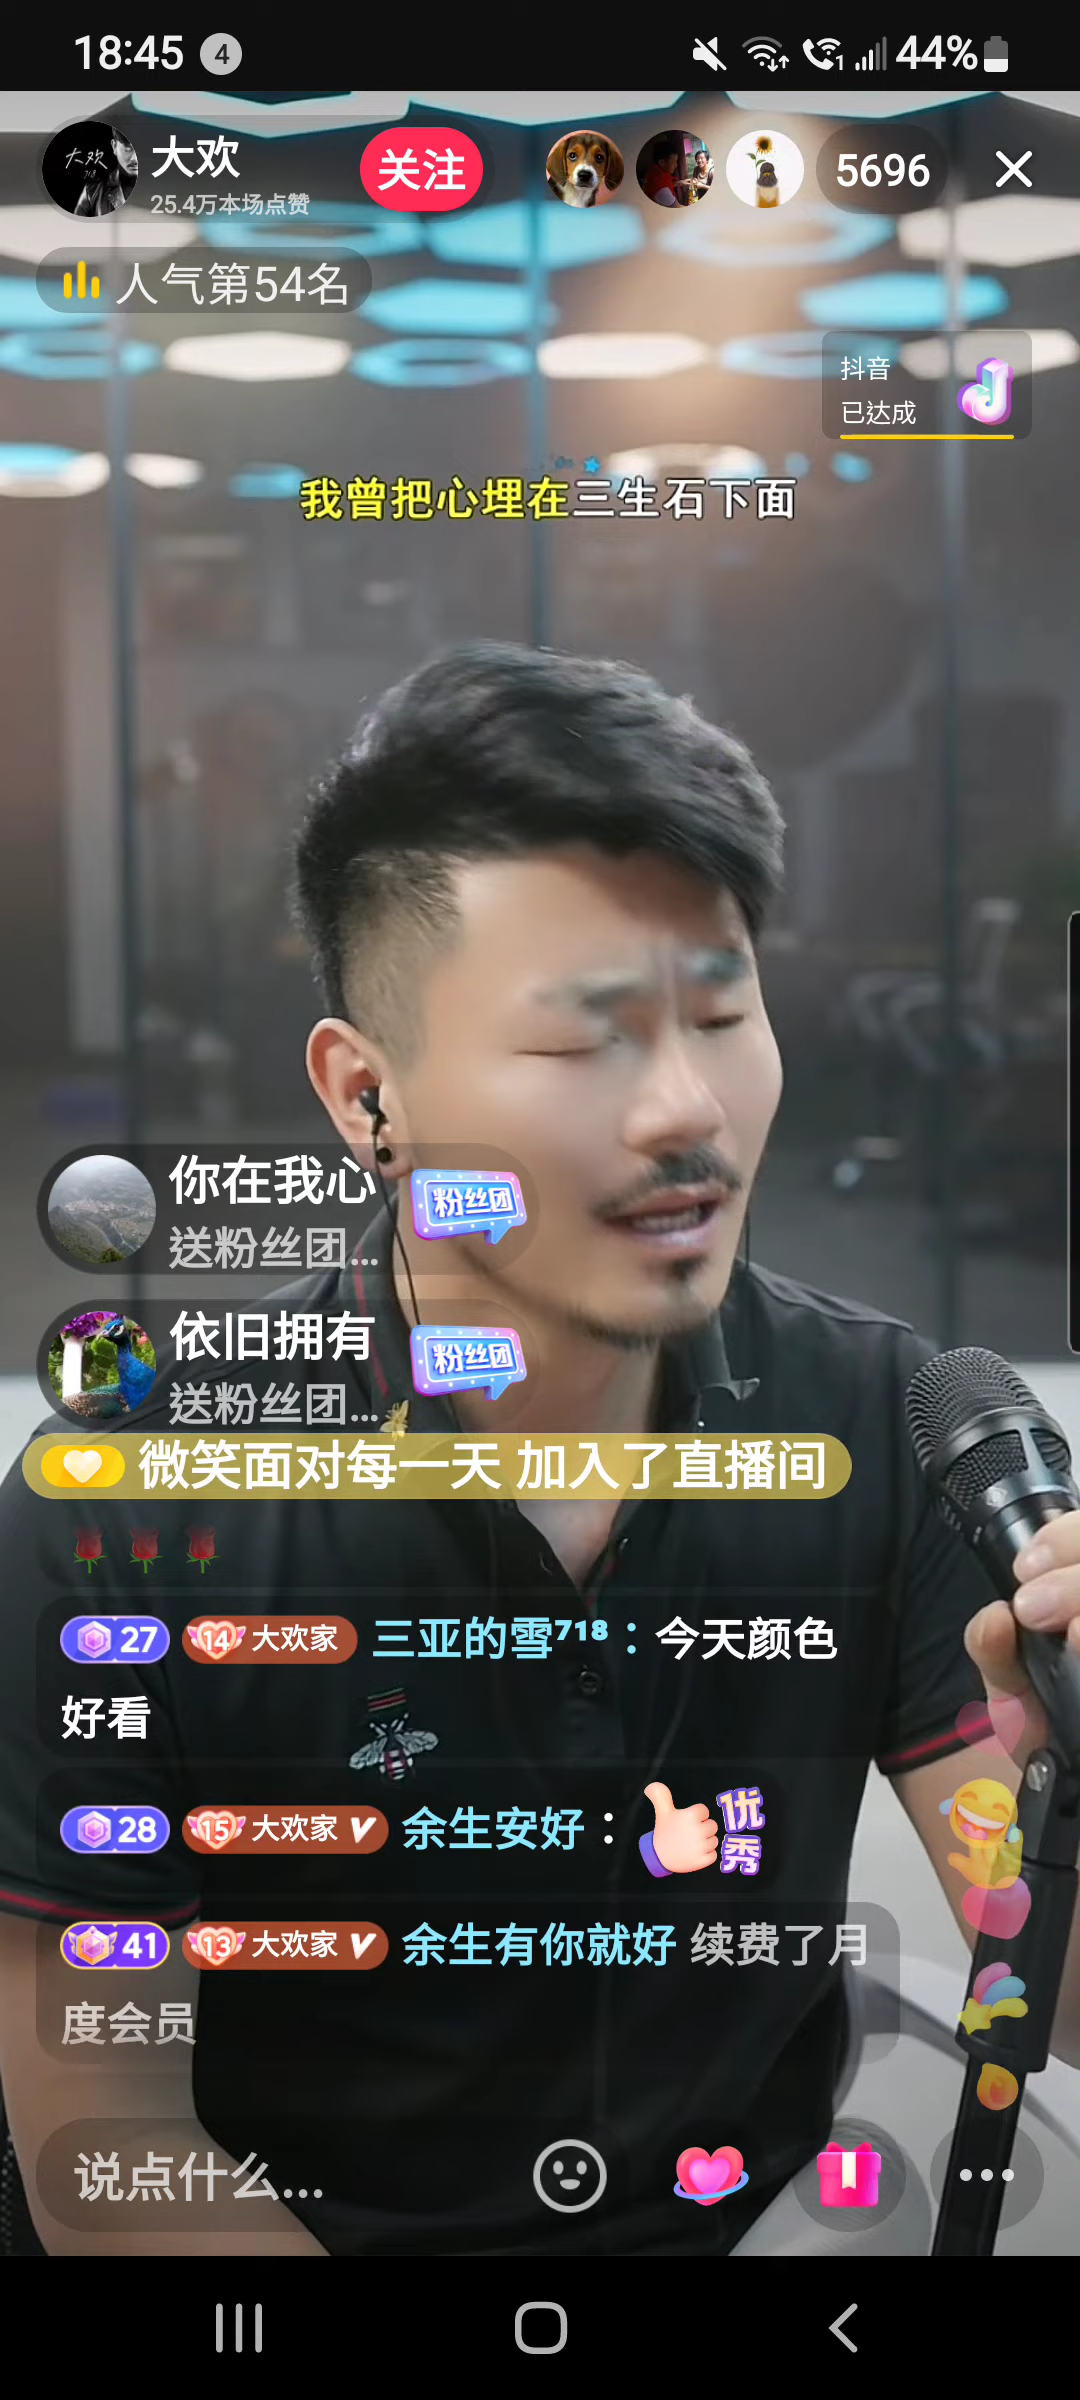 18:45 4
1 44%
大欢
718
大欢
25.4万本场点赞
关注
5696
人气第54名
抖音
已达成
我曾把心埋在三生石下面
你在我心
送粉丝团...
粉丝团
依旧拥有
送粉丝团...
粉丝团
微笑面对每一天 加入了直播间
27 14 大欢家 三亚的雪⁷¹⁸：今天颜色
好看
28 15 大欢家 V 余生安好：优秀
41 13 大欢家 V 余生有你就好 续费了月
度会员
说点什么...